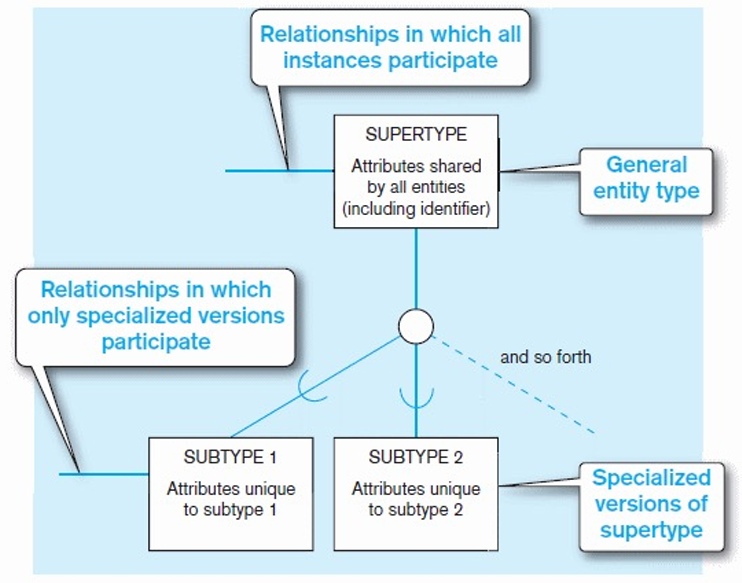 Relationships in which all
instances participate
SUPERTYPE
Attributes shared
by all entities
(including identifier)
General
entity type
Relationships in which
only specialized versions
participate
and so forth
SUBTYPE 1
Attributes unique
to subtype 1
SUBTYPE 2
Attributes unique
to subtype 2
Specialized
versions of
supertype